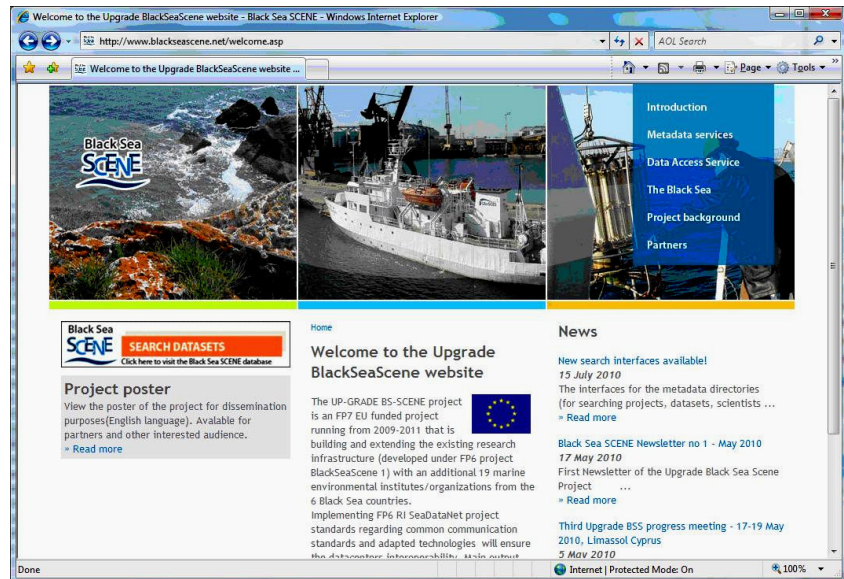 Welcome to the Upgrade BlackSeaScene website - Black Sea SCENE - Windows Internet Explorer
http://www.blackseascene.net/welcome.asp
AOL Search
Welcome to the Upgrade BlackSeaScene website ...
Page
Tools
Black Sea
SCENE
Introduction
Metadata services
Data Access Service
The Black Sea
Project background
Partners
Black Sea
SCENE
SEARCH DATASETS
Click here to visit the Black Sea SCENE database
Project poster
View the poster of the project for dissemination
purposes(English language). Avalable for
partners and other interested audience.
» Read more
Home
Welcome to the Upgrade
BlackSeaScene website
The UP-GRADE BS-SCENE project
is an FP7 EU funded project
running from 2009-2011 that is
building and extending the existing research
infrastructure (developed under FP6 project
BlackSeaScene 1) with an additional 19 marine
environmental institutes/organizations from the
6 Black Sea countries.
Implementing FP6 RI SeaDataNet project
standards regarding common communication
standards and adapted technologies will ensure
the datacenters interoperability. Main output
News
New search interfaces available!
15 July 2010
The interfaces for the metadata directories
(for searching projects, datasets, scientists ...
» Read more
Black Sea SCENE Newsletter no 1 - May 2010
17 May 2010
First Newsletter of the Upgrade Black Sea Scene
Project ...
» Read more
Third Upgrade BSS progress meeting - 17-19 May
2010, Limassol Cyprus
5 May 2010
Done
Internet | Protected Mode: On
100%